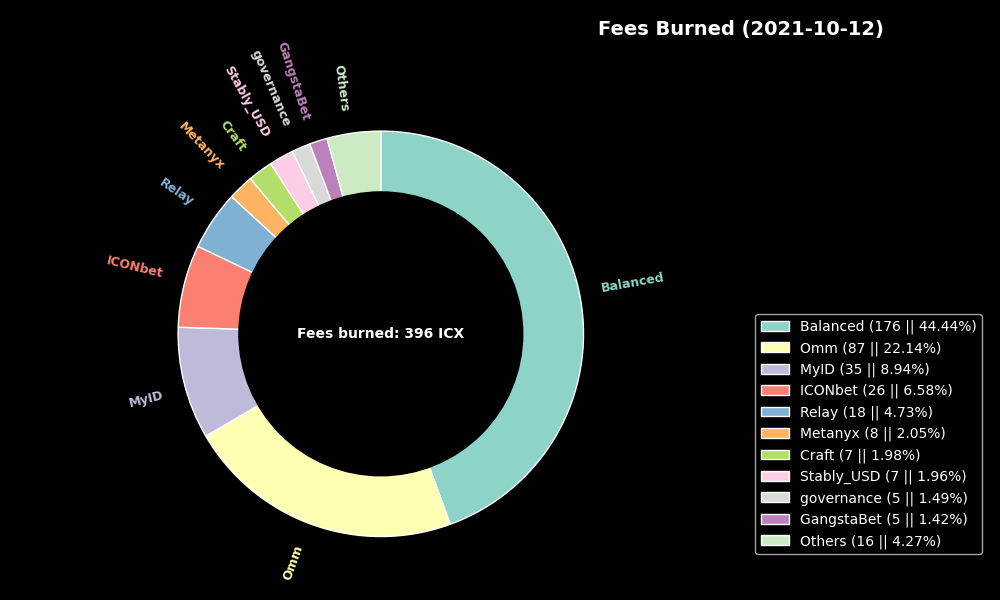 Fees Burned (2021-10-12)
Others
GangstaBet
governance
Stably_USD
Craft
Metanyx
Relay
ICONbet
MyID
Omm
Balanced
Fees burned: 396 ICX
Balanced (176 || 44.44%)
Omm (87 || 22.14%)
MyID (35 || 8.94%)
ICONbet (26 || 6.58%)
Relay (18 || 4.73%)
Metanyx (8 || 2.05%)
Craft (7 || 1.98%)
Stably_USD (7 || 1.96%)
governance (5 || 1.49%)
GangstaBet (5 || 1.42%)
Others (16 || 4.27%)